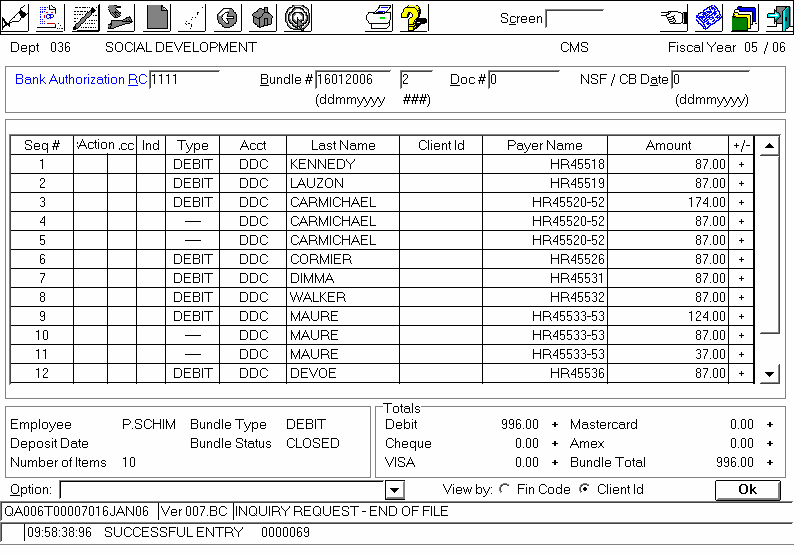 Screen
Dept 036 SOCIAL DEVELOPMENT CMS Fiscal Year 05 / 06
Bank Authorization RC 1111 Bundle # 16012006 2 Doc # 0 NSF / CB Date 0
(ddmmyyyy ###) (ddmmyyyy)
Seq # Action .cc Ind Type Acct Last Name Client Id Payer Name Amount +/-
1 DEBIT DDC KENNEDY HR45518 87.00 +
2 DEBIT DDC LAUZON HR45519 87.00 +
3 DEBIT DDC CARMICHAEL HR45520-52 174.00 +
4 — DDC CARMICHAEL HR45520-52 87.00 +
5 — DDC CARMICHAEL HR45520-52 87.00 +
6 DEBIT DDC CORMIER HR45526 87.00 +
7 DEBIT DDC DIMMA HR45531 87.00 +
8 DEBIT DDC WALKER HR45532 87.00 +
9 DEBIT DDC MAURE HR45533-53 124.00 +
10 — DDC MAURE HR45533-53 87.00 +
11 — DDC MAURE HR45533-53 37.00 +
12 DEBIT DDC DEVOE HR45536 87.00 +
Totals
Employee P.SCHIM Bundle Type DEBIT Debit 996.00 + Mastercard 0.00 +
Deposit Date Bundle Status CLOSED Cheque 0.00 + Amex 0.00 +
Number of Items 10 VISA 0.00 + Bundle Total 996.00 +
Option: View by: Fin Code Client Id Ok
QA006T00007016JAN06 Ver 007.BC INQUIRY REQUEST - END OF FILE
09:58:38:96 SUCCESSFUL ENTRY 0000069